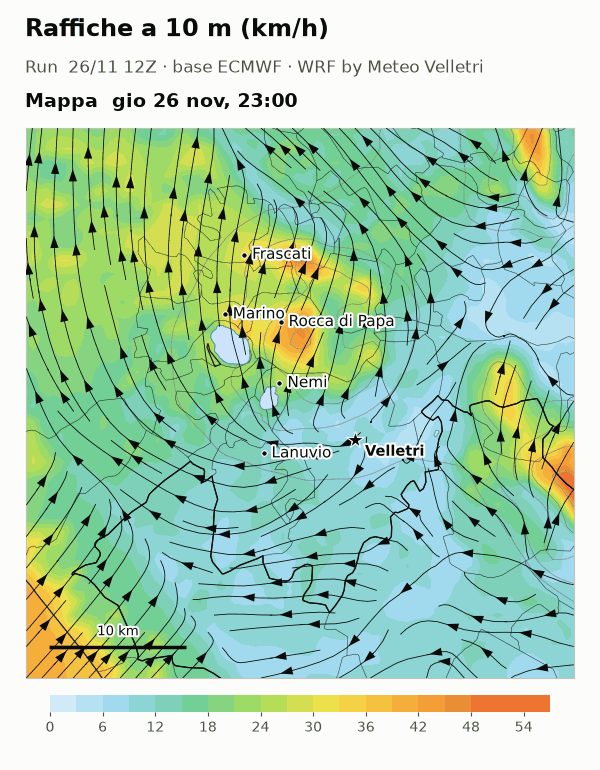 Raffiche a 10 m (km/h)
Run 26/11 12Z · base ECMWF · WRF by Meteo Velletri
Mappa gio 26 nov, 23:00
Frascati
Marino
Rocca di Papa
Nemi
Lanuvio
Velletri
10 km
0 6 12 18 24 30 36 42 48 54